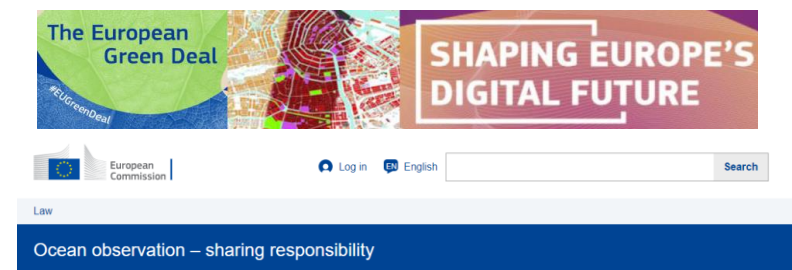 The European
Green Deal
#EUGreenDeal
SHAPING EUROPE'S
DIGITAL FUTURE
European
Commission
Log in
EN English
Search
Law
Ocean observation – sharing responsibility